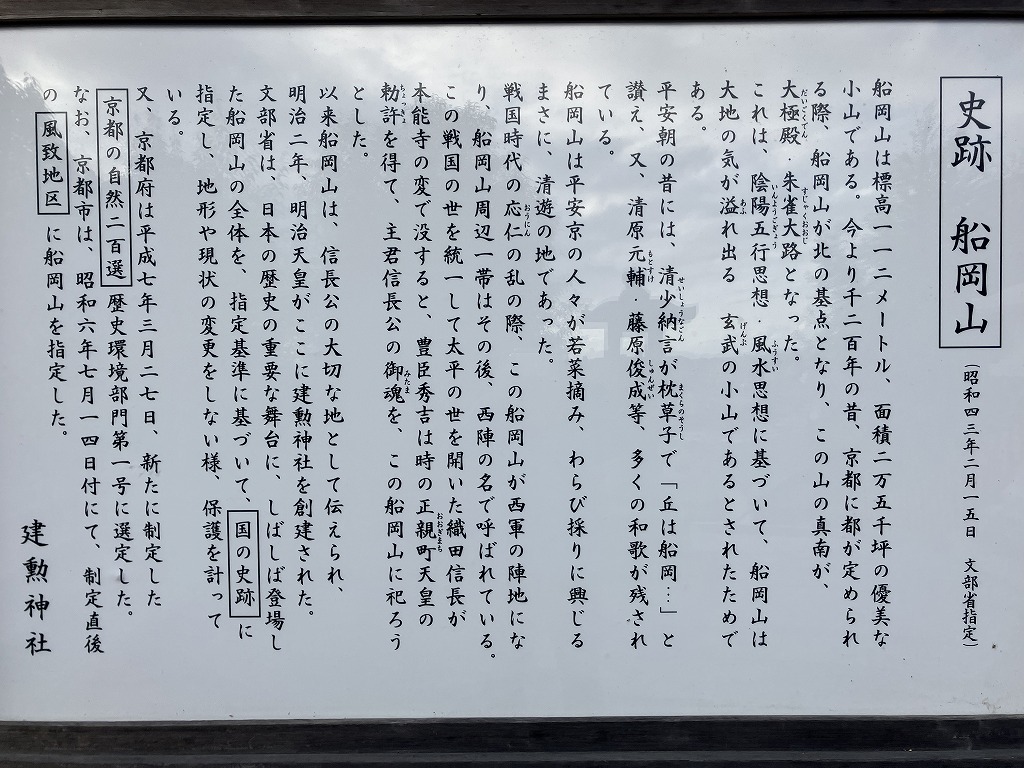 史跡 船岡山 (昭和四三年二月一五日 文部省指定)
船岡山は標高一一二メートル、面積二万五千坪の優美な
小山である。今より千二百年の昔、京都に都が定められ
る際、船岡山が北の基点となり、この山の真南が、
大極殿・朱雀大路となった。
これは、陰陽五行思想・風水思想に基づいて、船岡山は
大地の気が溢れ出る 玄武の小山であるとされたためで
ある。
平安朝の昔には、清少納言が枕草子で「丘は船岡…」と
讃え、又、清原元輔・藤原俊成等、多くの和歌が残され
ている。
船岡山は平安京の人々が若菜摘み、わらび採りに興じる
まさに、清遊の地であった。
戦国時代の応仁の乱の際、この船岡山が西軍の陣地にな
り、船岡山周辺一帯はその後、西陣の名で呼ばれている。
この戦国の世を統一して太平の世を開いた織田信長が
本能寺の変で没すると、豊臣秀吉は時の正親町天皇の
勅許を得て、主君信長公の御魂を、この船岡山に祀ろう
とした。
以来船岡山は、信長公の大切な地として伝えられ、
明治二年、明治天皇がここに建勲神社を創建された。
文部省は、日本の歴史の重要な舞台に、しばしば登場し
た船岡山の全体を、指定基準に基づいて、国の史跡に
指定し、地形や現状の変更をしない様、保護を計って
いる。
又、京都府は平成七年三月二七日、新たに制定した
京都の自然二百選 歴史環境部門第一号に選定した。
なお、京都市は、昭和六年七月一四日付にて、制定直後
の 風致地区 に船岡山を指定した。
建勲神社